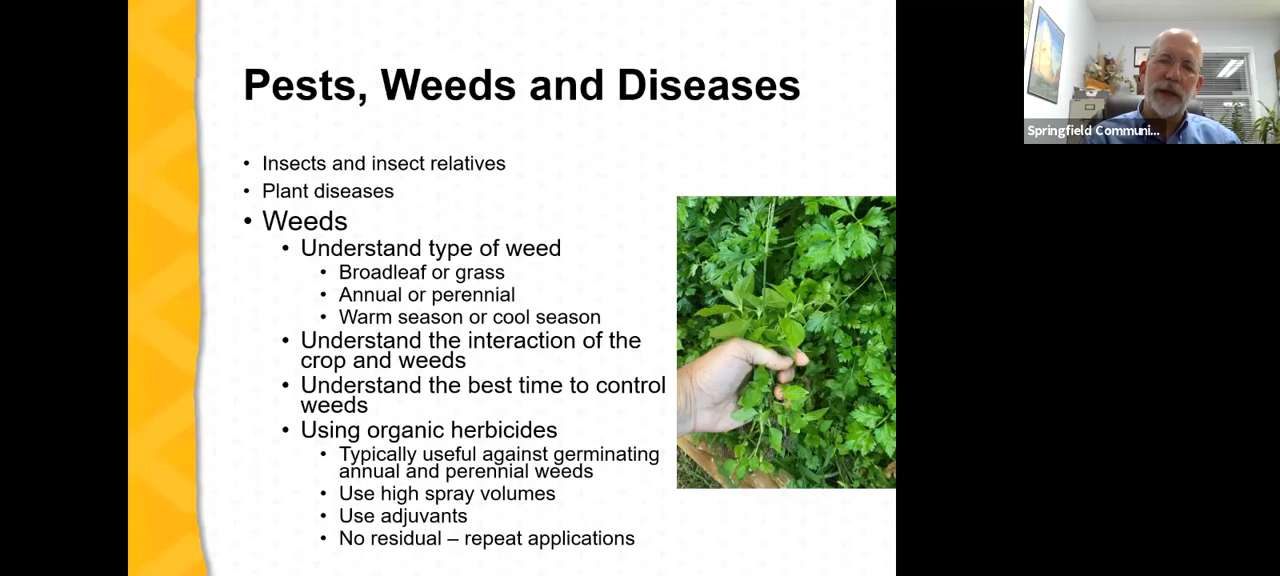 Pests, Weeds and Diseases
• Insects and insect relatives
• Plant diseases
• Weeds
• Understand type of weed
• Broadleaf or grass
• Annual or perennial
• Warm season or cool season
• Understand the interaction of the
crop and weeds
• Understand the best time to control
weeds
• Using organic herbicides
• Typically useful against germinating
annual and perennial weeds
• Use high spray volumes
• Use adjuvants
• No residual – repeat applications
Springfield Communi...